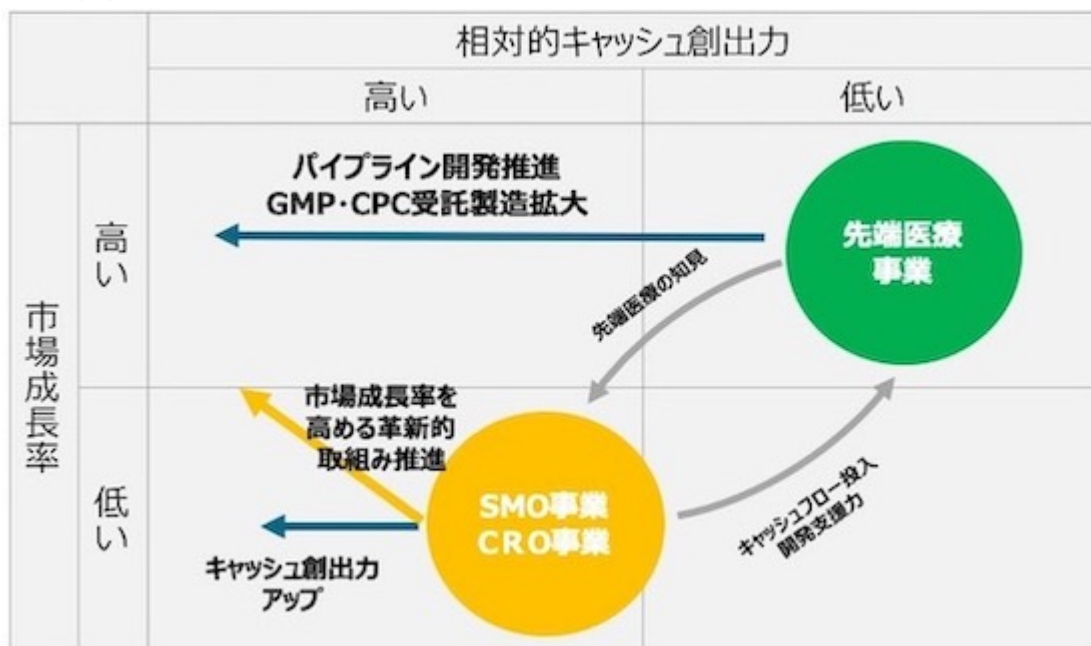 相対的キャッシュ創出力
高い
低い
市場成長率
高い
低い
パイプライン開発推進
GMP・CPC受託製造拡大
先端医療
事業
先端医療の知見
市場成長率を
高める革新的
取組み推進
SMO事業
CRO事業
キャッシュ創出力
アップ
キャッシュフロー投入
開発支援力